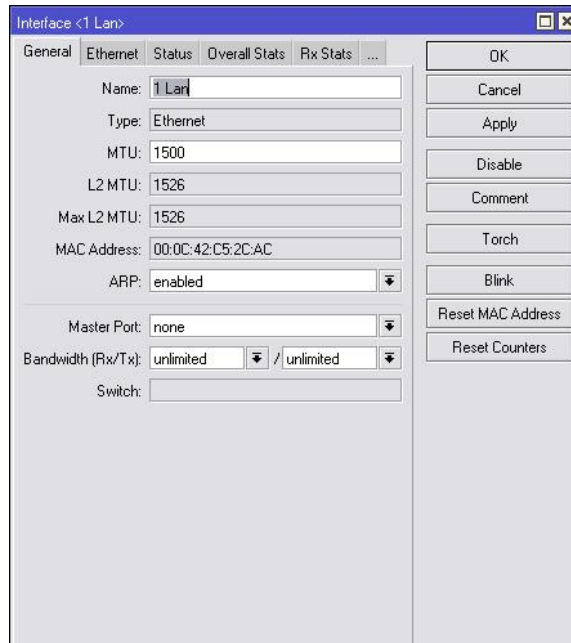 Interface <1 Lan>
General Ethernet Status Overall Stats Rx Stats ...
Name: 1 Lan
Type: Ethernet
MTU: 1500
L2 MTU: 1526
Max L2 MTU: 1526
MAC Address: 00:0C:42:C5:2C:AC
ARP: enabled
Master Port: none
Bandwidth (Rx/Tx): unlimited / unlimited
Switch:
OK
Cancel
Apply
Disable
Comment
Torch
Blink
Reset MAC Address
Reset Counters